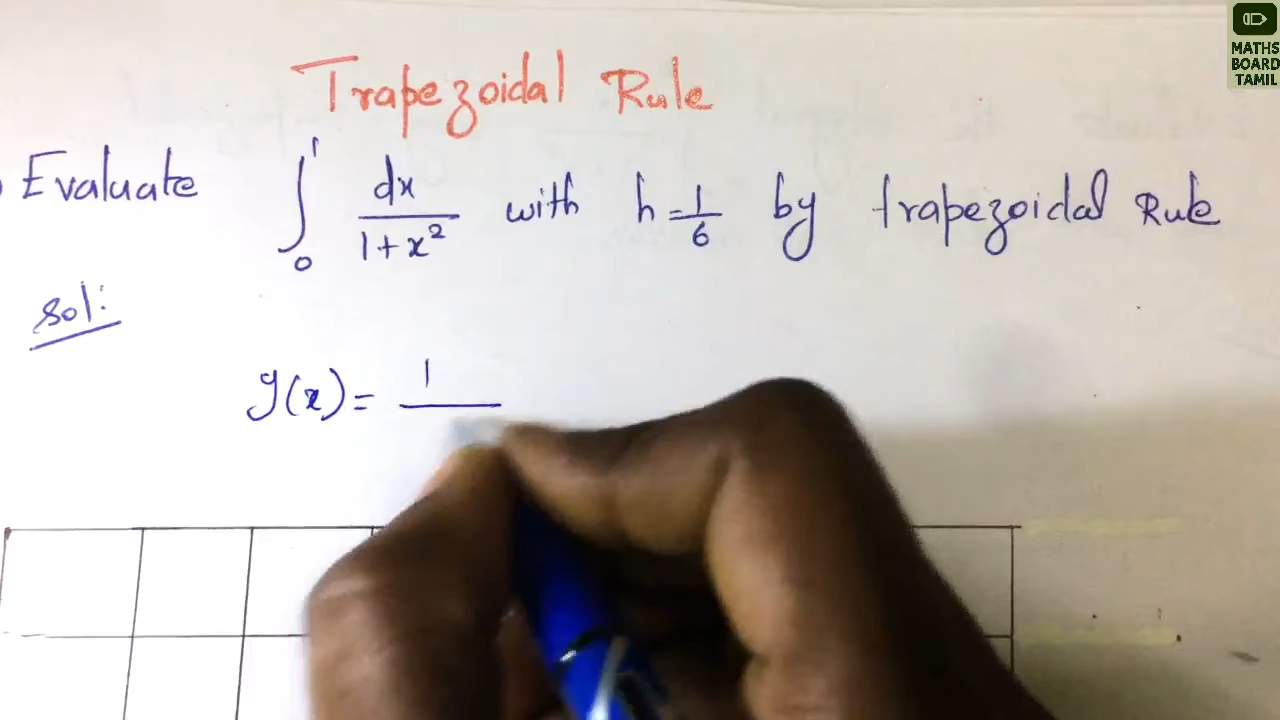 MATHS
BOARD
TAMIL
Trapezoidal Rule
Evaluate ∫₀¹ dx/(1+x²) with h=1/6 by trapezoidal Rule
Sol:
y(x)= 1